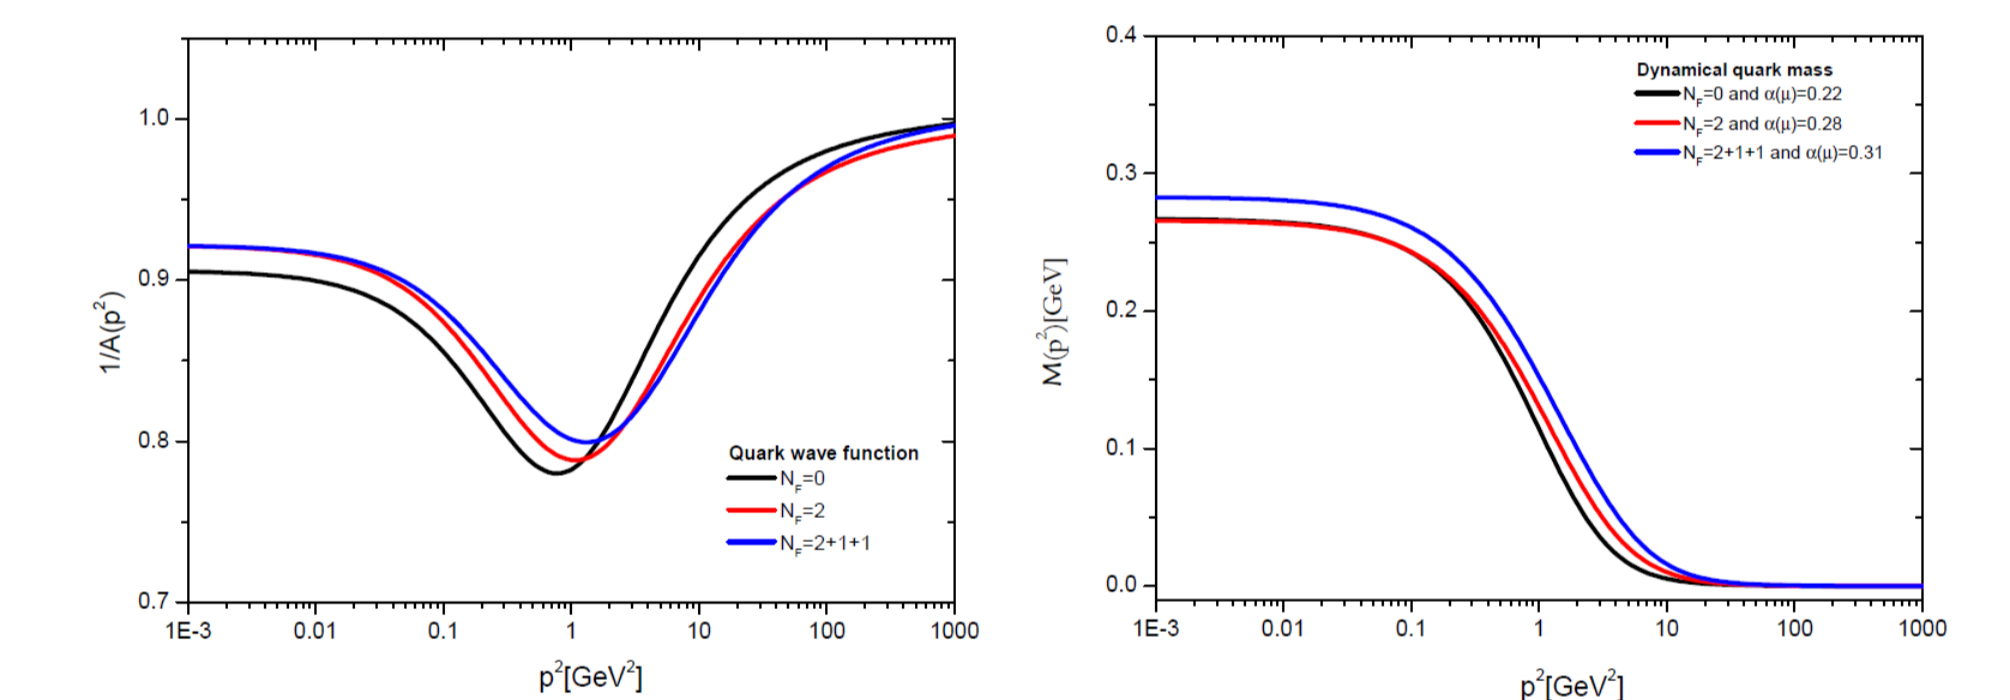 1.0
0.9
0.8
0.7
1/A(p²)
Quark wave function
N_F=0
N_F=2
N_F=2+1+1
1E-3 0.01 0.1 1 10 100 1000
p²[GeV²]
0.4
0.3
0.2
0.1
0.0
M(p²)[GeV]
Dynamical quark mass
N_F=0 and α(μ)=0.22
N_F=2 and α(μ)=0.28
N_F=2+1+1 and α(μ)=0.31
1E-3 0.01 0.1 1 10 100 1000
p²[GeV²]